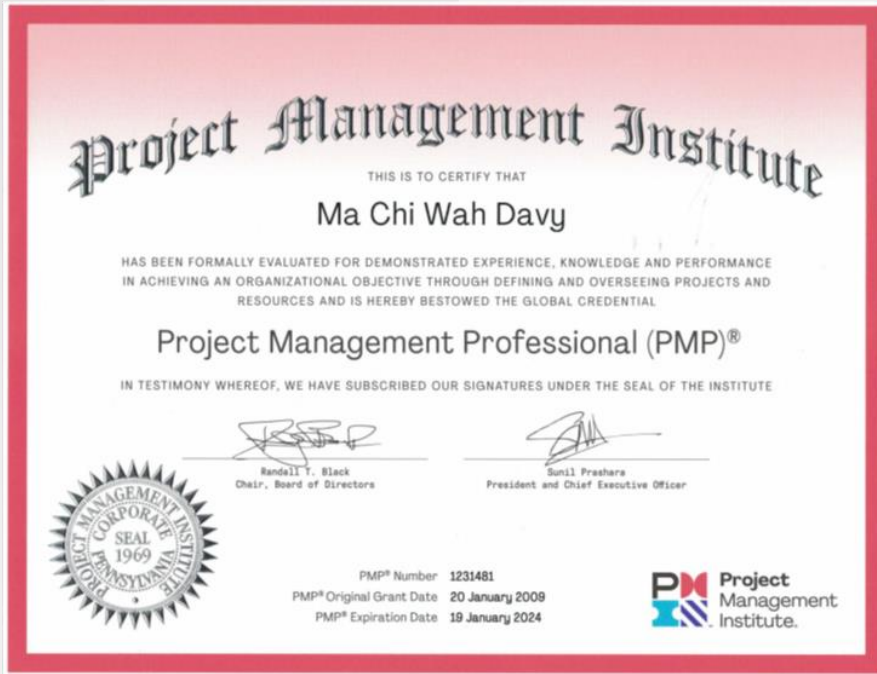 Project Management Institute
THIS IS TO CERTIFY THAT
Ma Chi Wah Davy
HAS BEEN FORMALLY EVALUATED FOR DEMONSTRATED EXPERIENCE, KNOWLEDGE AND PERFORMANCE
IN ACHIEVING AN ORGANIZATIONAL OBJECTIVE THROUGH DEFINING AND OVERSEEING PROJECTS AND
RESOURCES AND IS HEREBY BESTOWED THE GLOBAL CREDENTIAL
Project Management Professional (PMP)®
IN TESTIMONY WHEREOF, WE HAVE SUBSCRIBED OUR SIGNATURES UNDER THE SEAL OF THE INSTITUTE
Randall T. Black
Chair, Board of Directors
Sunil Prashara
President and Chief Executive Officer
PROJECT MANAGEMENT INSTITUTE
CORPORATE
SEAL
1969
PENNSYLVANIA
PMP® Number 1231481
PMP® Original Grant Date 20 January 2009
PMP® Expiration Date 19 January 2024
PM
Project
Management
Institute.